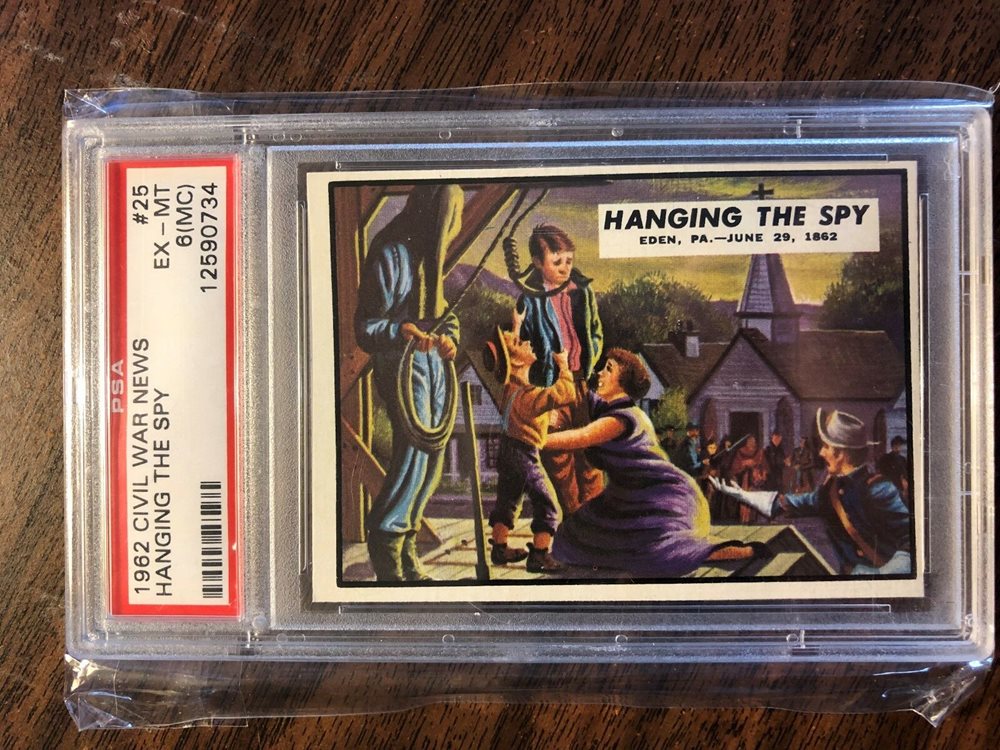 PSA
1962 CIVIL WAR NEWS #25
HANGING THE SPY EX - MT
6(MC)
12590734
HANGING THE SPY
EDEN, PA.—JUNE 29, 1862